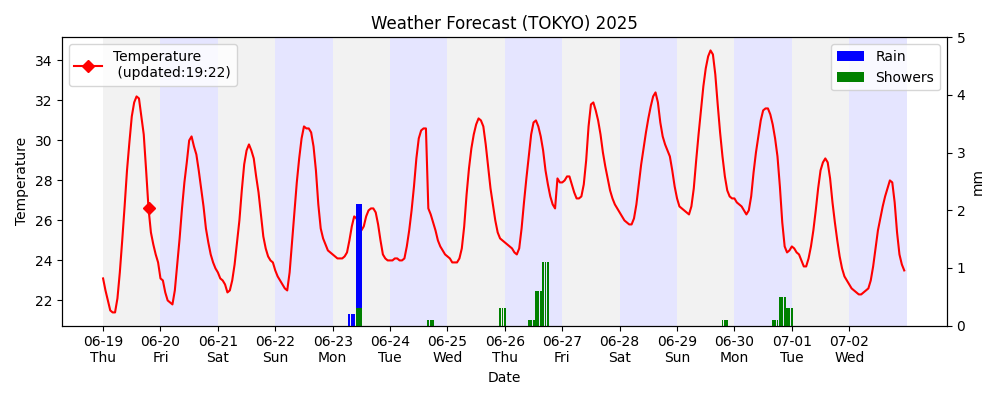 Weather Forecast (TOKYO) 2025
Temperature
(updated:19:22)
Rain
Showers
Temperature
34
32
30
28
26
24
22
5
4
3
2
1
0
mm
06-19 06-20 06-21 06-22 06-23 06-24 06-25 06-26 06-27 06-28 06-29 06-30 07-01 07-02
Thu Fri Sat Sun Mon Tue Wed Thu Fri Sat Sun Mon Tue Wed
Date